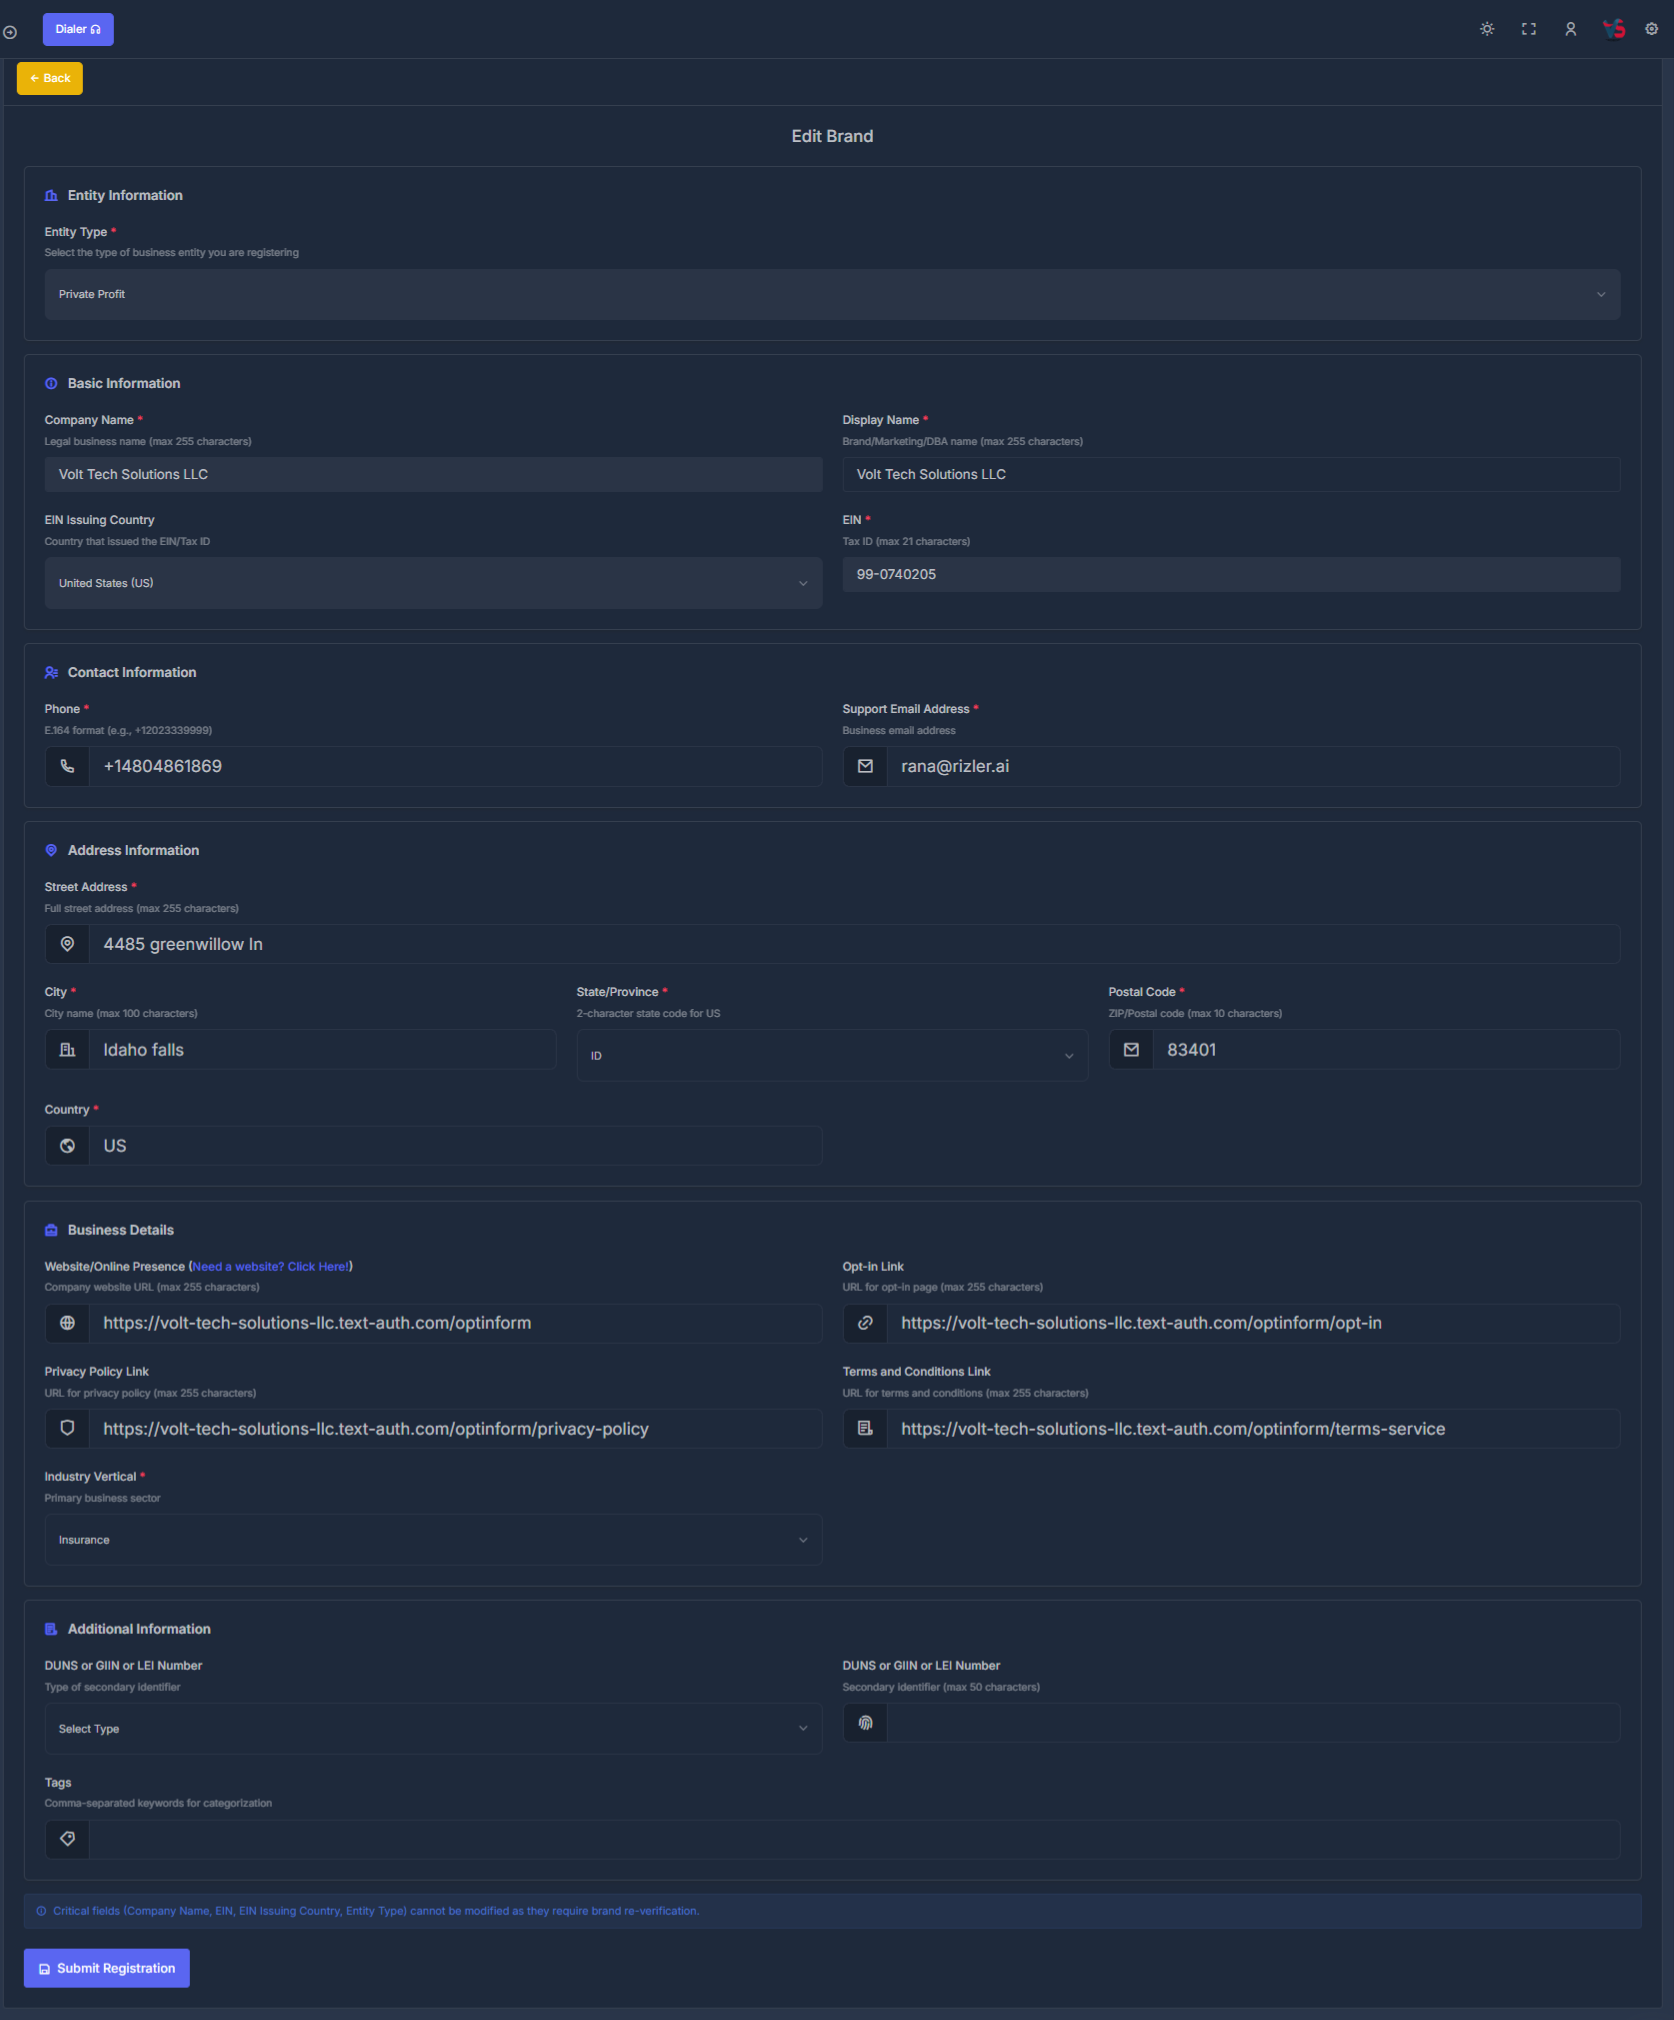 Dialer
Back
Edit Brand
Entity Information
Entity Type *
Select the type of business entity you are registering
Private Profit
Basic Information
Company Name * Display Name *
Legal business name (max 255 characters) Brand/Marketing/DBA name (max 255 characters)
Volt Tech Solutions LLC Volt Tech Solutions LLC
EIN Issuing Country EIN *
Country that issued the EIN/Tax ID Tax ID (max 21 characters)
United States (US) 99-0740205
Contact Information
Phone * Support Email Address *
E.164 format (e.g., +12023339999) Business email address
+14804861869 rana@rizler.ai
Address Information
Street Address *
Full street address (max 255 characters)
4485 greenwillow ln
City * State/Province * Postal Code *
City name (max 100 characters) 2-character state code for US ZIP/Postal code (max 10 characters)
Idaho falls ID 83401
Country *
US
Business Details
Website/Online Presence (Need a website? Click Here!) Opt-in Link
Company website URL (max 255 characters) URL for opt-in page (max 255 characters)
https://volt-tech-solutions-llc.text-auth.com/optinform https://volt-tech-solutions-llc.text-auth.com/optinform/opt-in
Privacy Policy Link Terms and Conditions Link
URL for privacy policy (max 255 characters) URL for terms and conditions (max 255 characters)
https://volt-tech-solutions-llc.text-auth.com/optinform/privacy-policy https://volt-tech-solutions-llc.text-auth.com/optinform/terms-service
Industry Vertical *
Primary business sector
Insurance
Additional Information
DUNS or GIIN or LEI Number DUNS or GIIN or LEI Number
Type of secondary identifier Secondary identifier (max 50 characters)
Select Type
Tags
Comma-separated keywords for categorization
Critical fields (Company Name, EIN, EIN Issuing Country, Entity Type) cannot be modified as they require brand re-verification.
Submit Registration